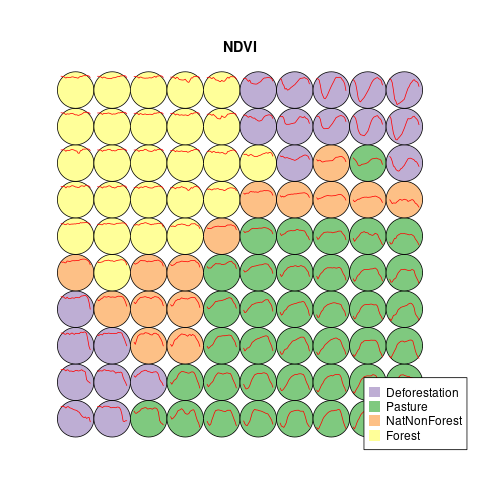 NDVI
Deforestation
Pasture
NatNonForest
Forest